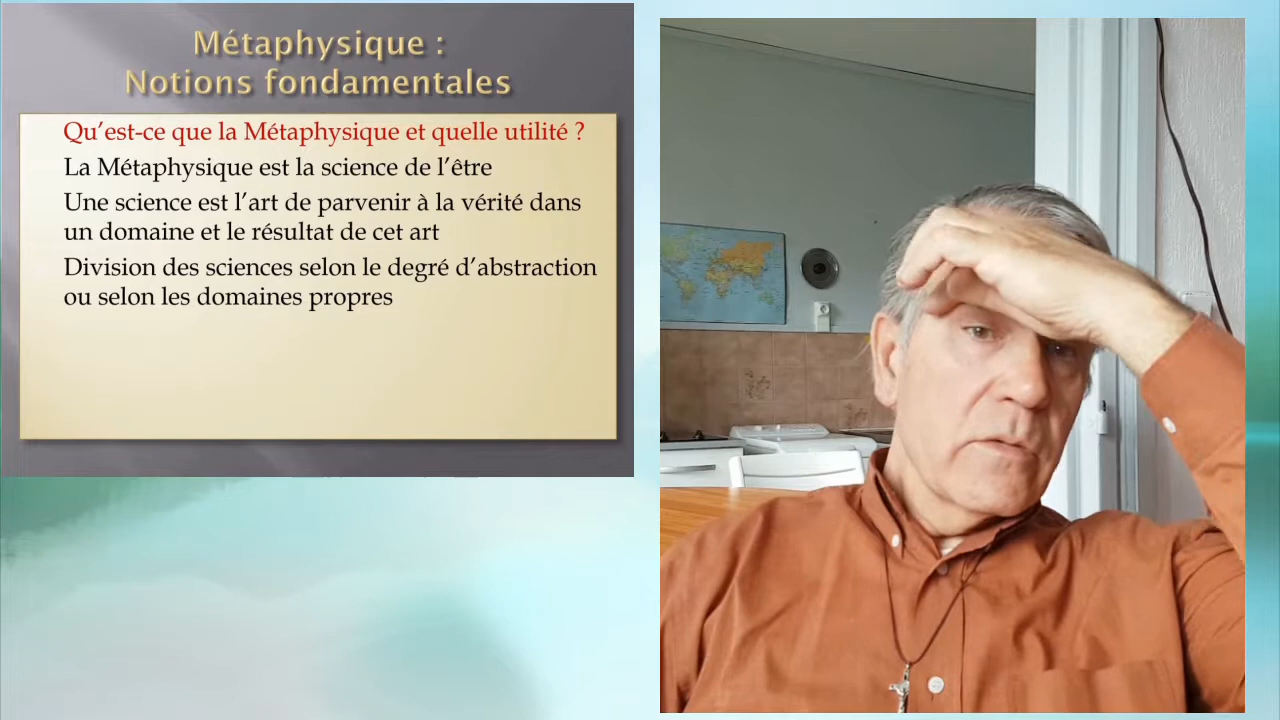 Métaphysique :
Notions fondamentales
Qu’est-ce que la Métaphysique et quelle utilité ?
La Métaphysique est la science de l’être
Une science est l’art de parvenir à la vérité dans
un domaine et le résultat de cet art
Division des sciences selon le degré d’abstraction
ou selon les domaines propres